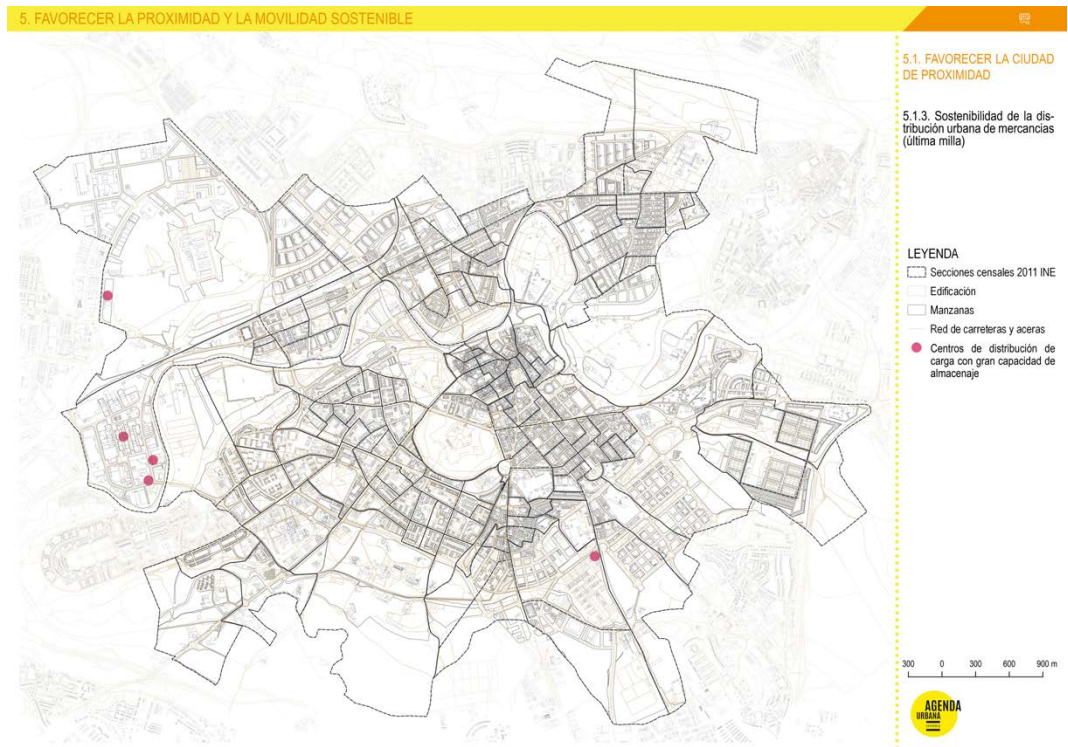 5. FAVORECER LA PROXIMIDAD Y LA MOVILIDAD SOSTENIBLE
5.1. FAVORECER LA CIUDAD
DE PROXIMIDAD
5.1.3. Sostenibilidad de la dis-
tribución urbana de mercancias
(última milla)
LEYENDA
Secciones censales 2011 INE
Edificación
Manzanas
Red de carreteras y aceras
Centros de distribución de
carga con gran capacidad de
almacenaje
300 0 300 600 900 m
AGENDA
URBANA